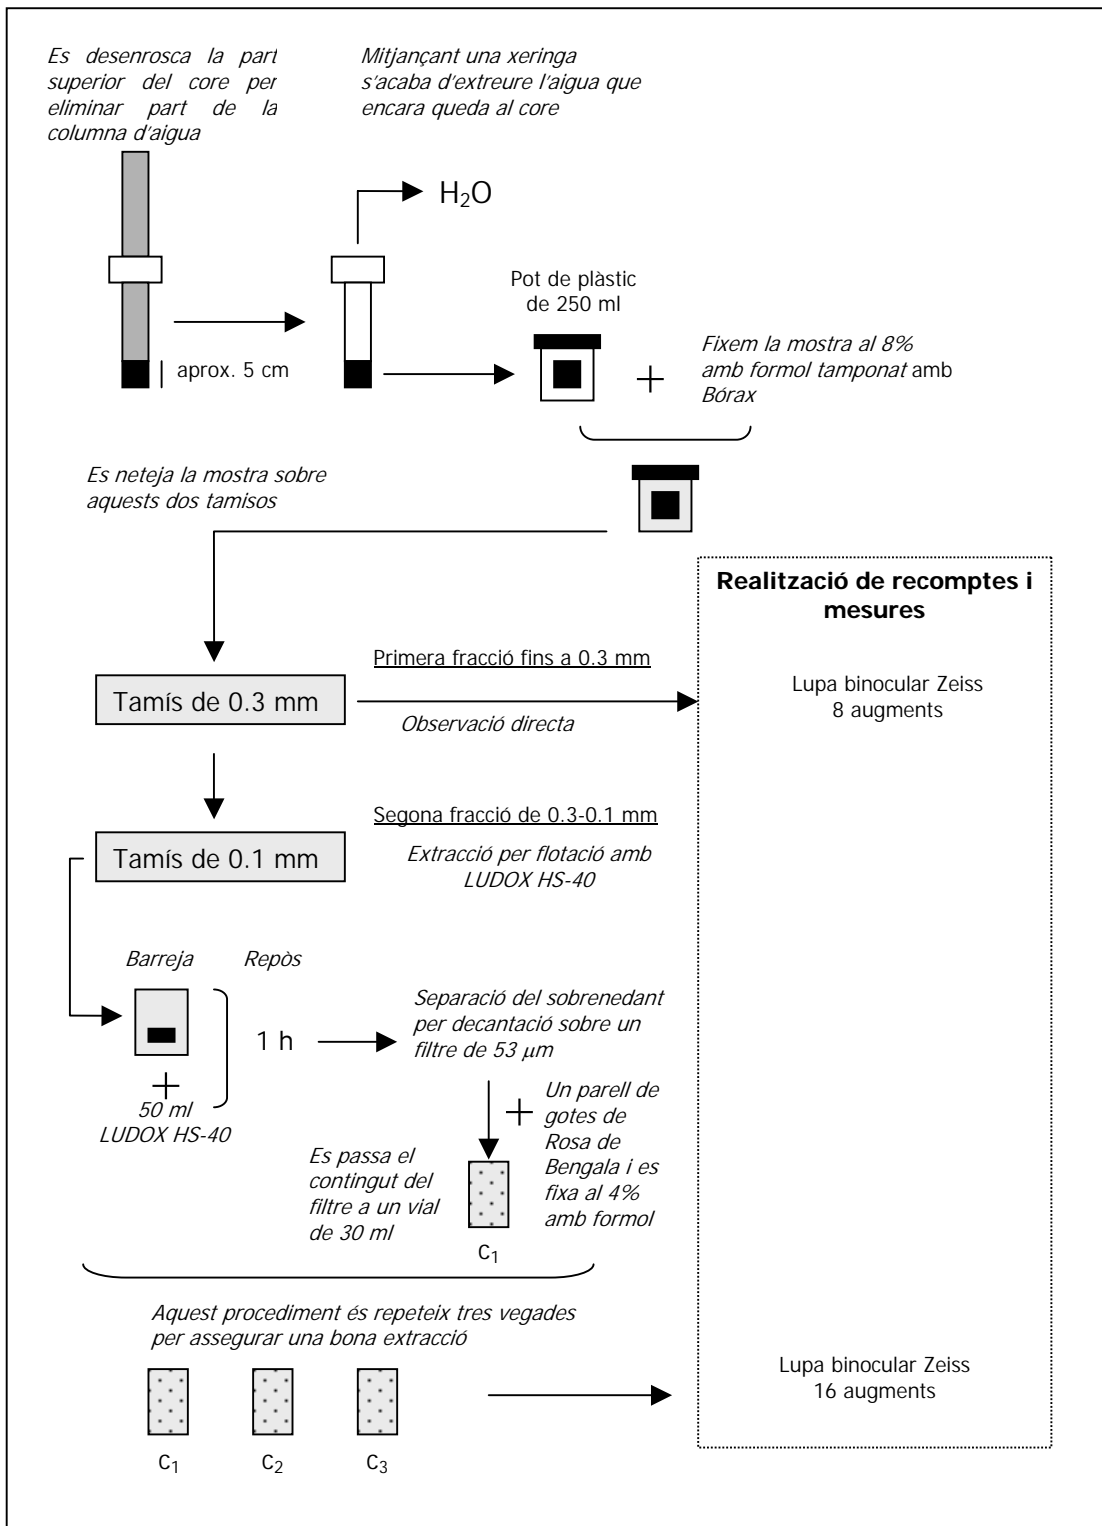 Es desenrosca la part
superior del core per
eliminar part de la
columna d'aigua
Mitjançant una xeringa
s'acaba d'extreure l'aigua que
encara queda al core
H₂O
aprox. 5 cm
Pot de plàstic
de 250 ml
Fixem la mostra al 8%
amb formol tamponat amb
Bórax
Es neteja la mostra sobre
aquests dos tamisos
Realització de recomptes i
mesures
Primera fracció fins a 0.3 mm
Tamís de 0.3 mm
Observació directa
Lupa binocular Zeiss
8 augments
Segona fracció de 0.3-0.1 mm
Tamís de 0.1 mm
Extracció per flotació amb
LUDOX HS-40
Barreja
Repòs
+
50 ml
LUDOX HS-40
1 h
Separació del sobrenedant
per decantació sobre un
filtre de 53 µm
+
Un parell de
gotes de
Rosa de
Bengala i es
fixa al 4%
amb formol
Es passa el
contingut del
filtre a un vial
de 30 ml
C₁
Aquest procediment és repeteix tres vegades
per assegurar una bona extracció
C₁ C₂ C₃
Lupa binocular Zeiss
16 augments